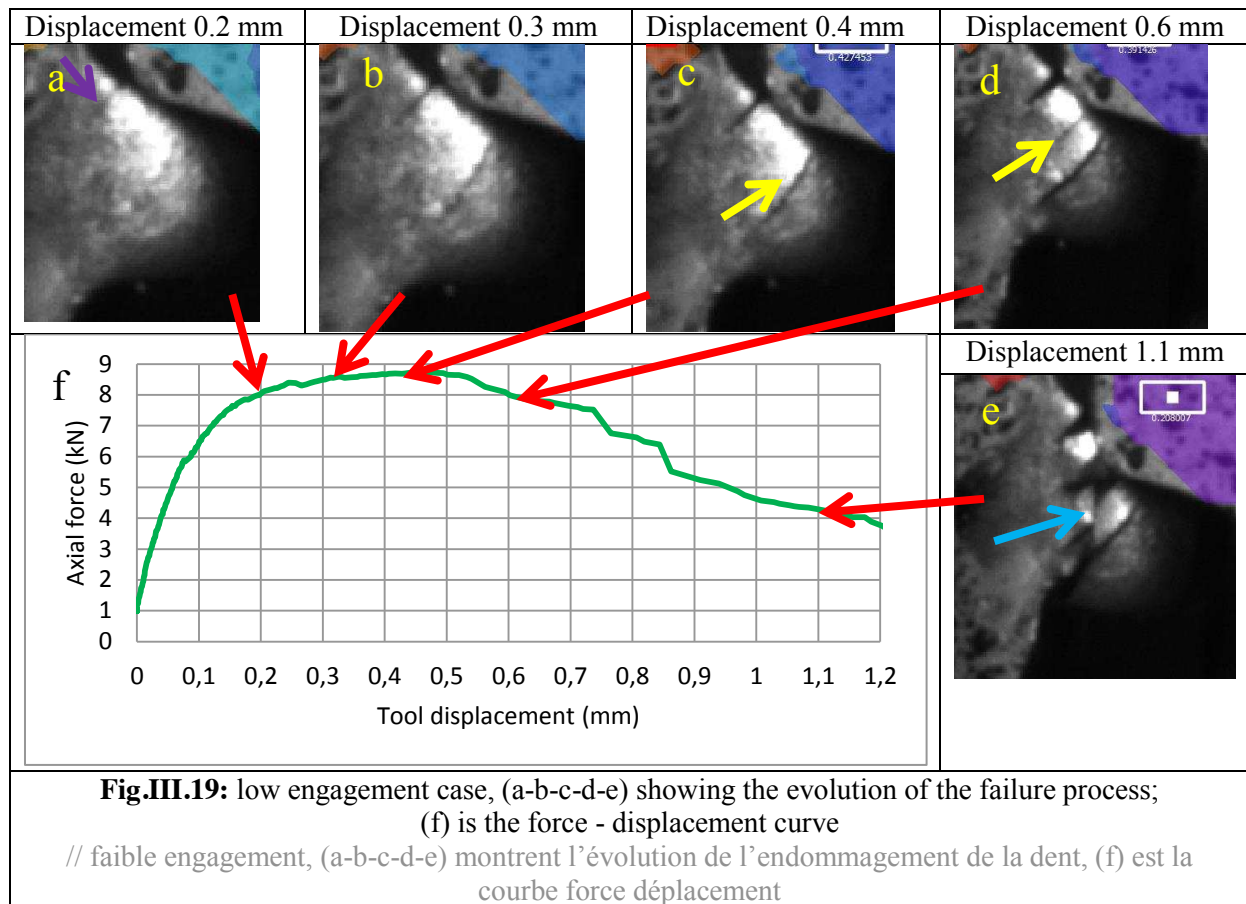 Displacement 0.2 mm
Displacement 0.3 mm
Displacement 0.4 mm
Displacement 0.6 mm
a
b
c
0.427453
d
0.391426
Displacement 1.1 mm
e
0.208007
f
Axial force (kN)
9
8
7
6
5
4
3
2
1
0
0 0,1 0,2 0,3 0,4 0,5 0,6 0,7 0,8 0,9 1 1,1 1,2
Tool displacement (mm)
Fig.III.19: low engagement case, (a-b-c-d-e) showing the evolution of the failure process;
(f) is the force - displacement curve
// faible engagement, (a-b-c-d-e) montrent l’évolution de l’endommagement de la dent, (f) est la
courbe force déplacement